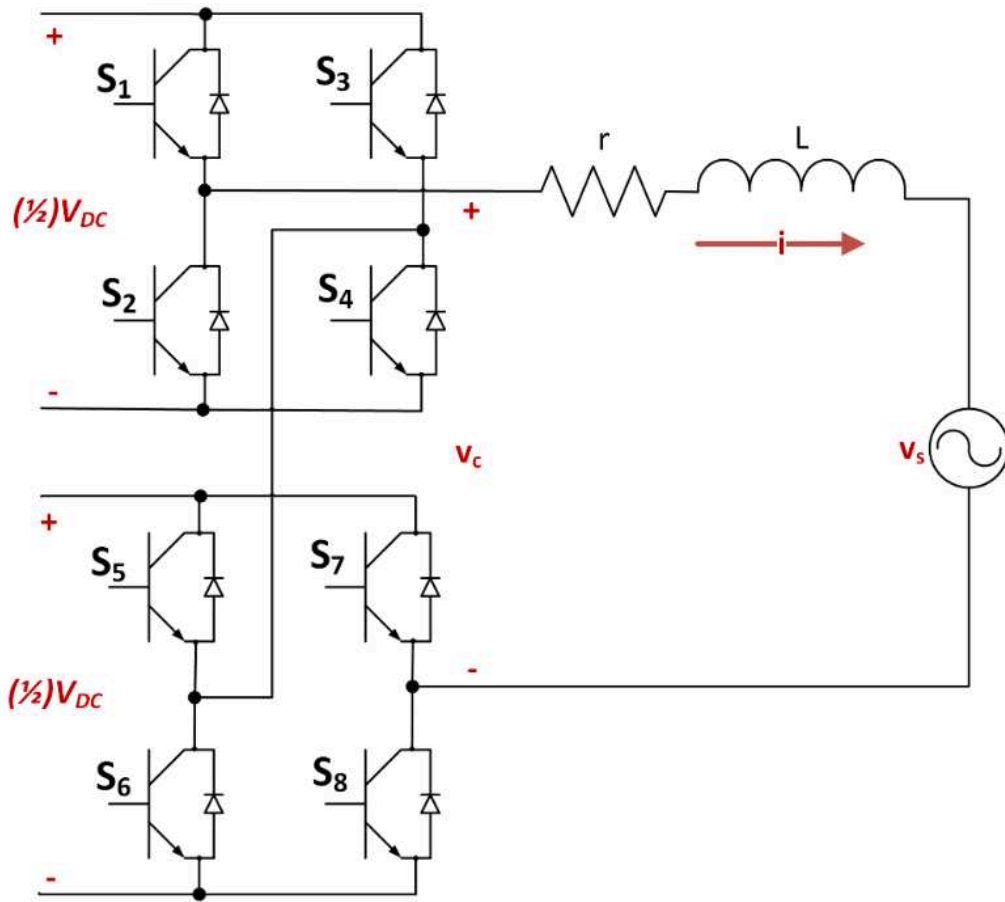 +
S1
S3
r
L
(½)VDC
+
i
S2
S4
-
vc
vs
+
S5
S7
-
(½)VDC
S6
S8
-